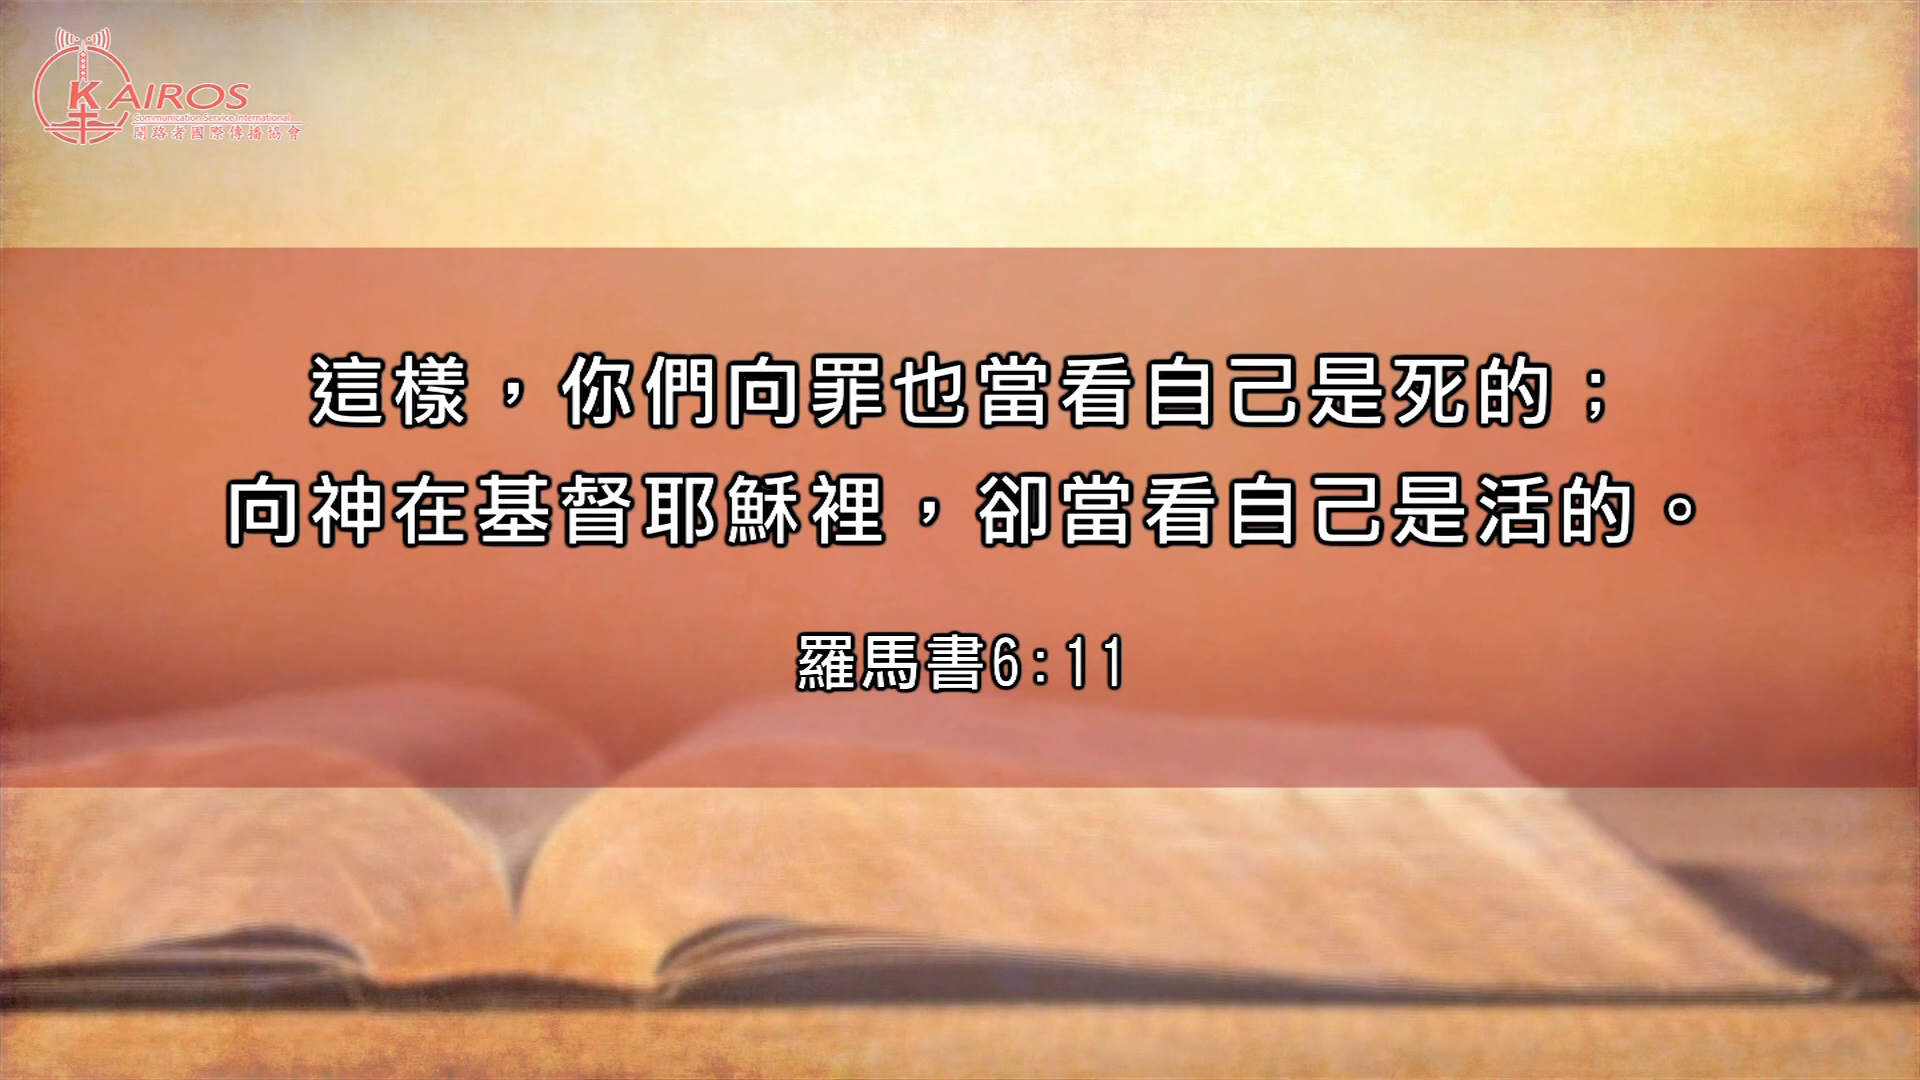 KAIROS
Communication Service International
開路者國際傳播協會
這樣，你們向罪也當看自己是死的；
向神在基督耶穌裡，卻當看自己是活的。
羅馬書6:11